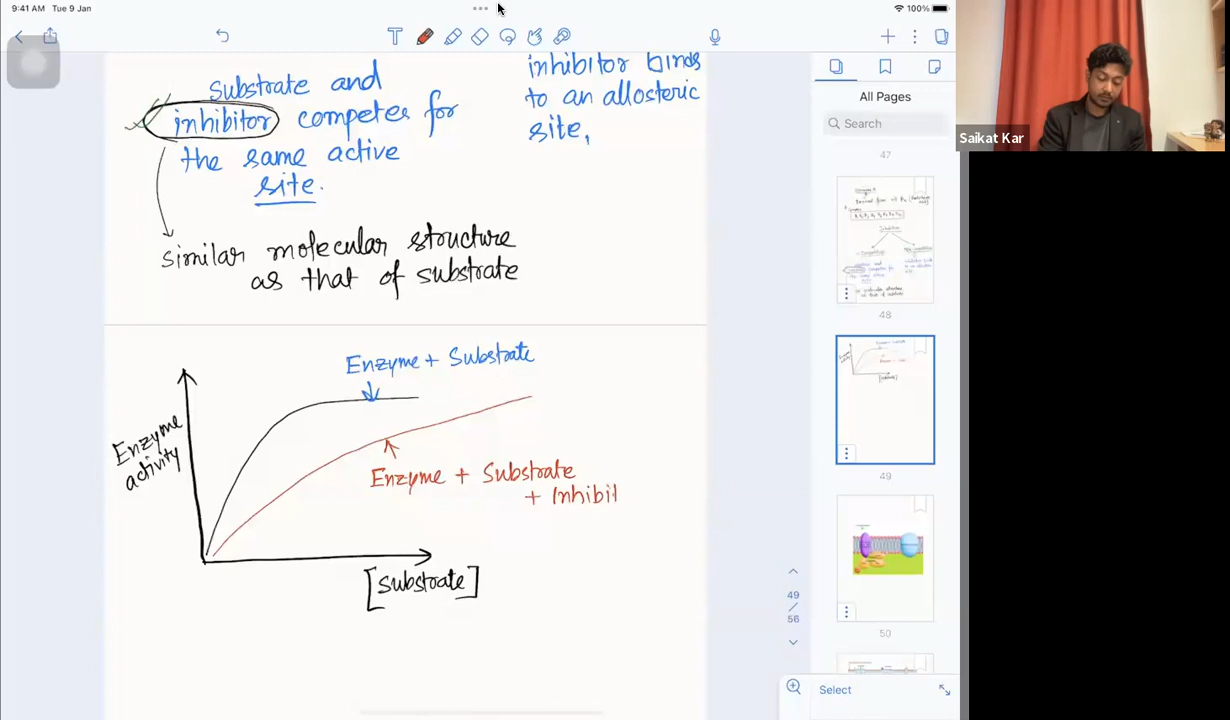 9:41 AM Tue 9 Jan
100%
substrate and
inhibitor competes for
the same active
site.
inhibitor binds
to an allosteric
site,
similar molecular structure
as that of substrate
Enzyme + Substrate
Enzyme
activity
Enzyme + Substrate
+ Inhibit
[substrate]
All Pages
Search
47
48
49
50
49
/
56
Select
Saikat Kar